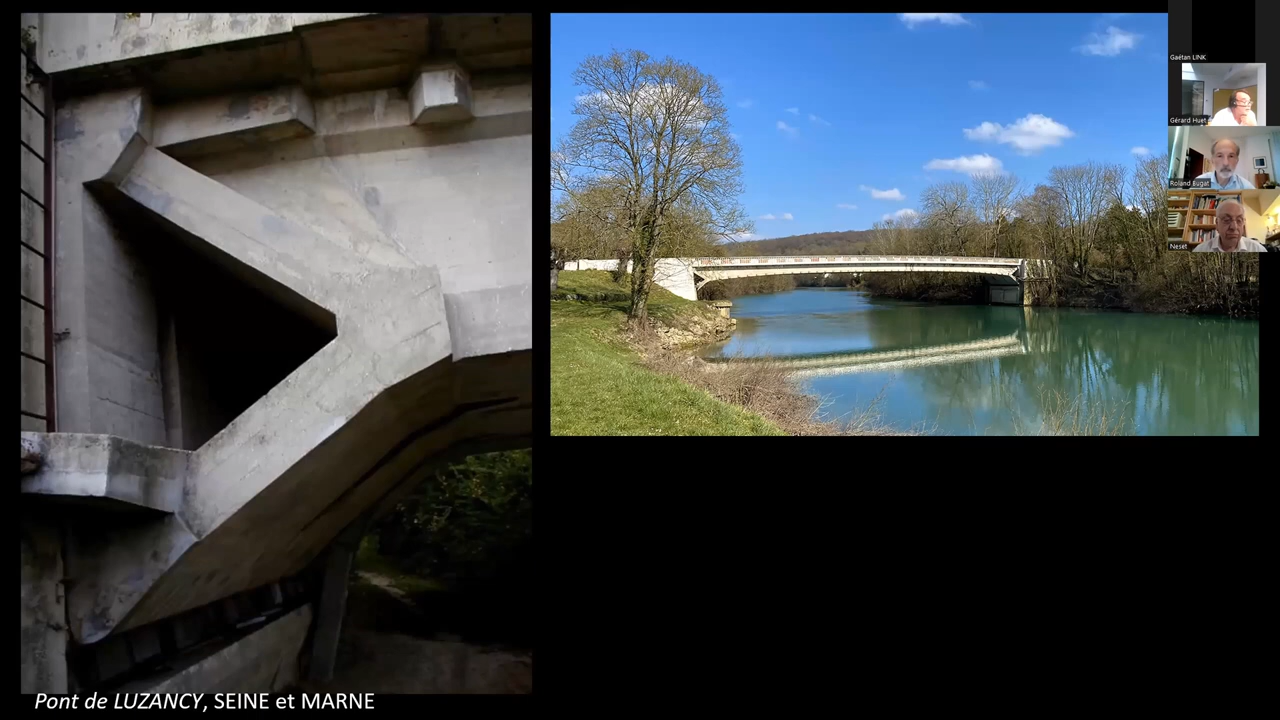 Gaëtan LINK
Gérard Huet
Roland Bugat
Neset
Pont de LUZANCY, SEINE et MARNE